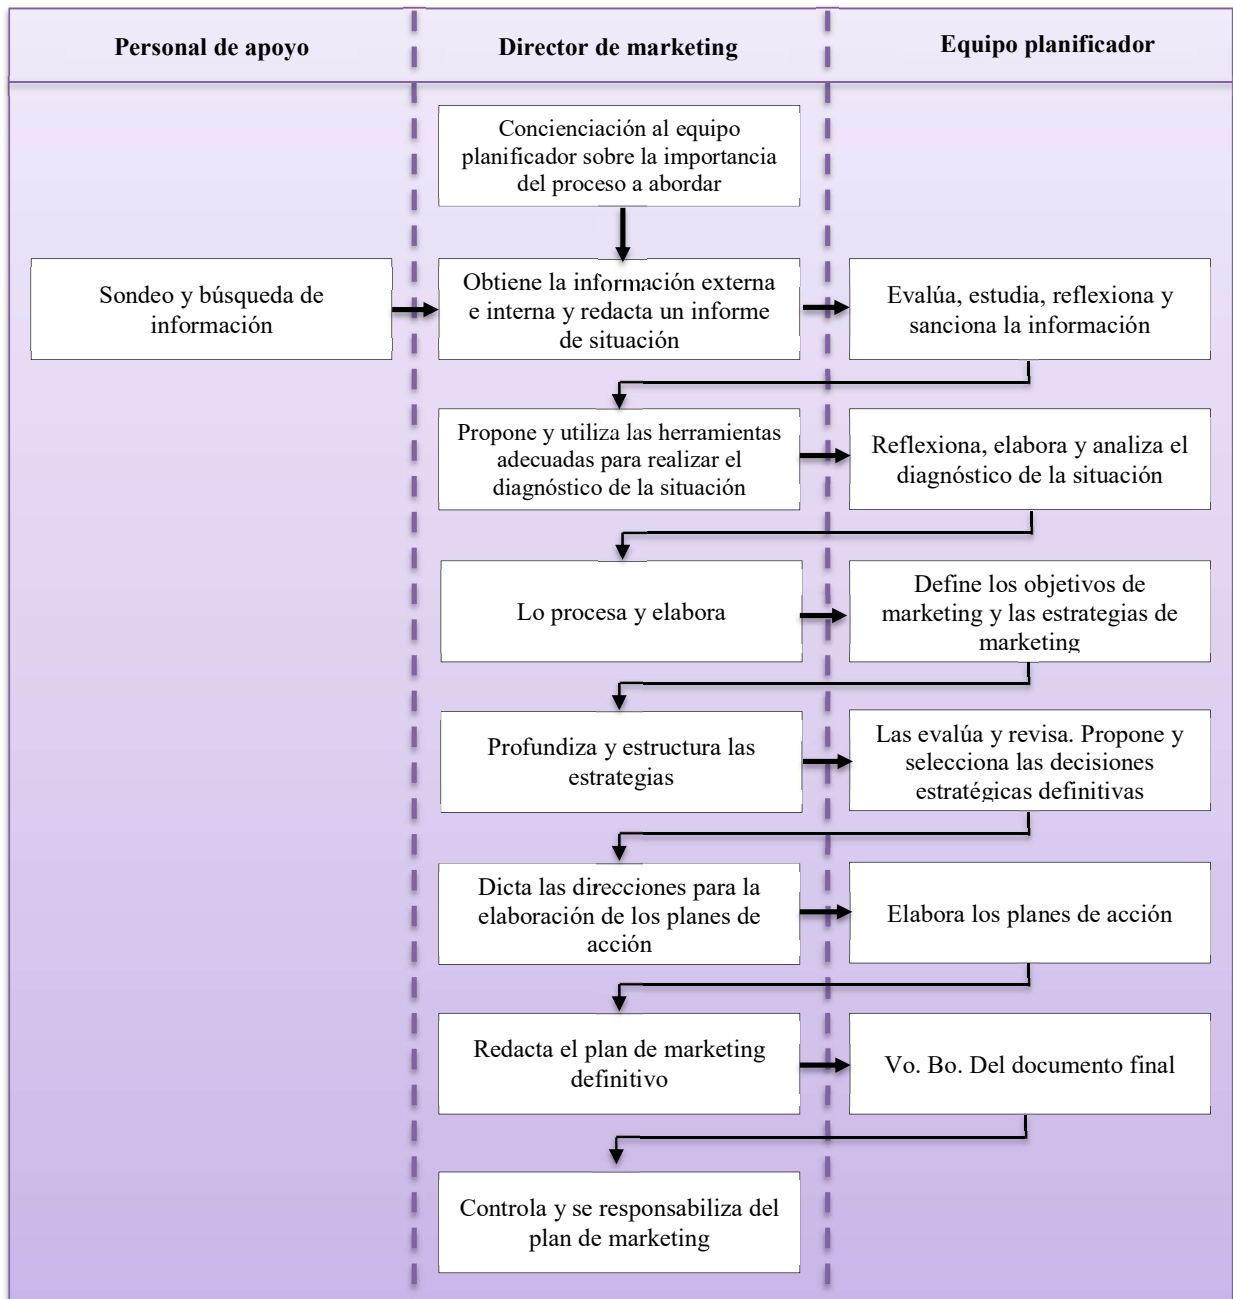 Personal de apoyo
Director de marketing
Equipo planificador
Concienciación al equipo
planificador sobre la importancia
del proceso a abordar
Sondeo y búsqueda de
información
Obtiene la información externa
e interna y redacta un informe
de situación
Evalúa, estudia, reflexiona y
sanciona la información
Propone y utiliza las herramientas
adecuadas para realizar el
diagnóstico de la situación
Reflexiona, elabora y analiza el
diagnóstico de la situación
Lo procesa y elabora
Define los objetivos de
marketing y las estrategias de
marketing
Profundiza y estructura las
estrategias
Las evalúa y revisa. Propone y
selecciona las decisiones
estratégicas definitivas
Dicta las direcciones para la
elaboración de los planes de
acción
Elabora los planes de acción
Redacta el plan de marketing
definitivo
Vo. Bo. Del documento final
Controla y se responsabiliza del
plan de marketing